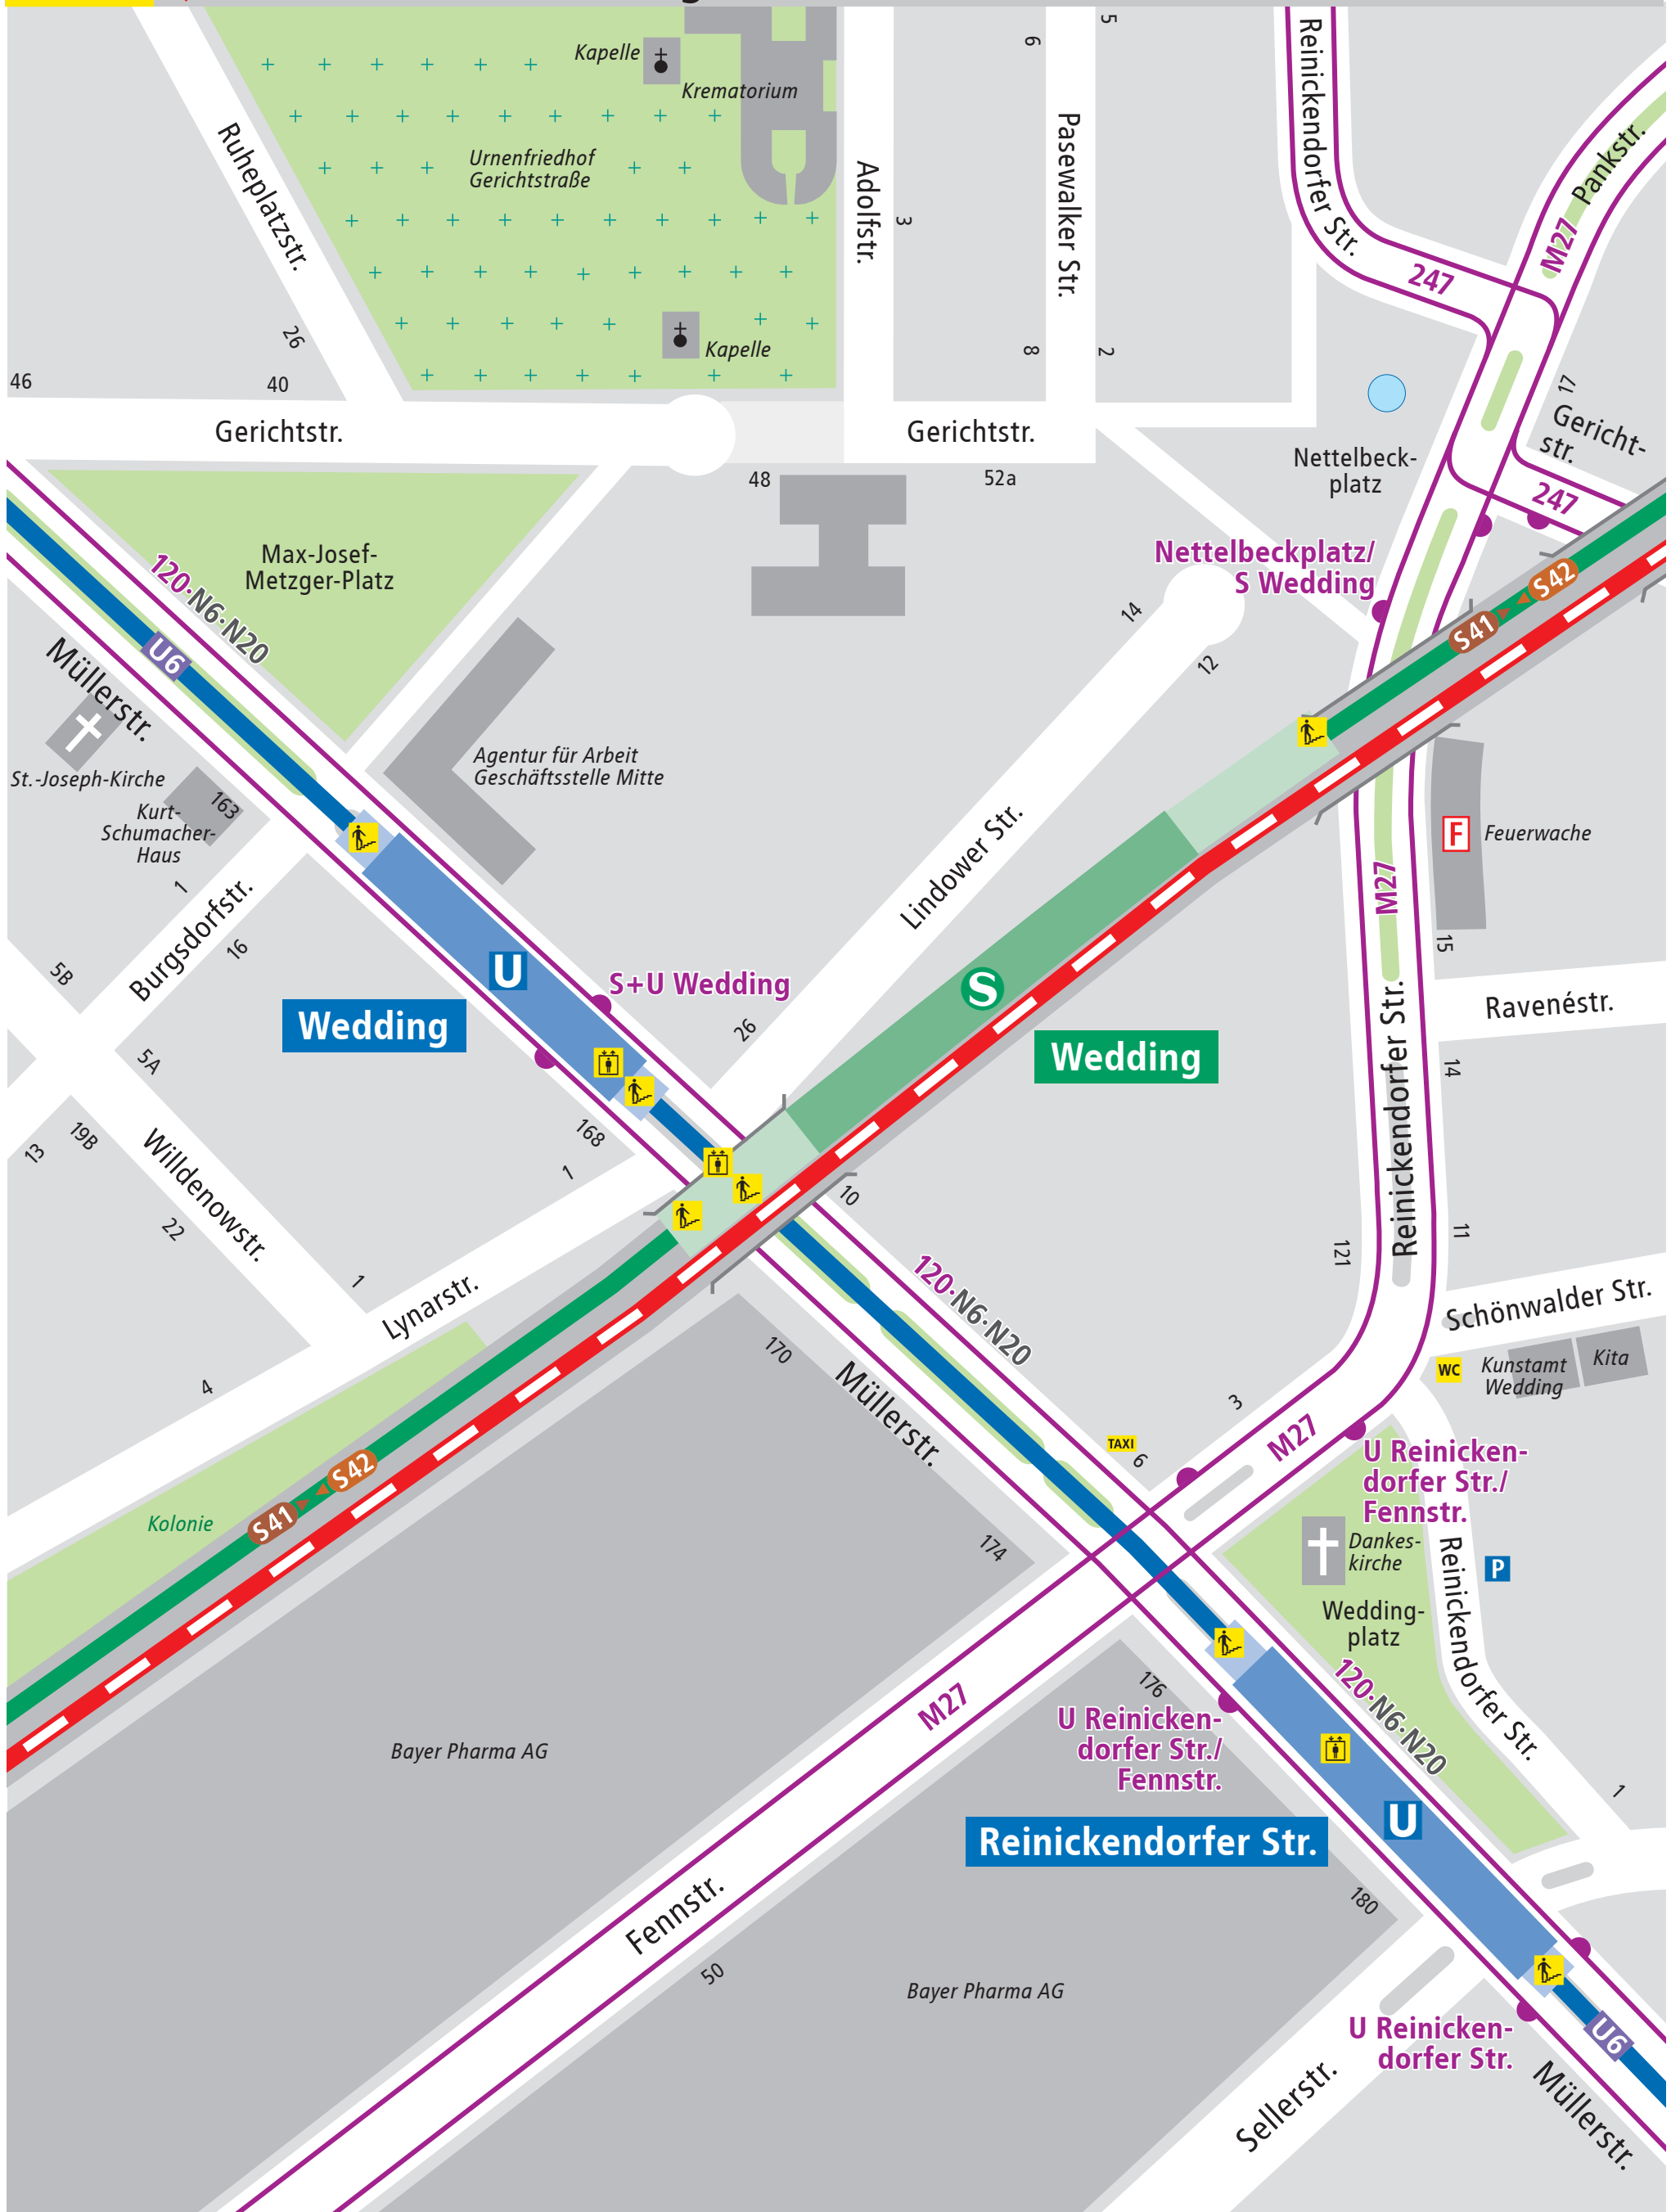 Kapelle
Krematorium
Urnenfriedhof
Gerichtstraße
Kapelle
Ruheplatzstr.
Adolfstr.
3
Pasewalker Str.
6
5
8
2
Reinickendorfer Str.
Pankstr.
M27
247
26
46
40
Gerichtstr.
Gerichtstr.
48
52a
17
Gericht-
str.
247
Nettelbeck-
platz
Nettelbeckplatz/
S Wedding
S42
S41
Max-Josef-
Metzger-Platz
120·N6·N20
U6
Müllerstr.
St.-Joseph-Kirche
163
Kurt-
Schumacher-
Haus
Agentur für Arbeit
Geschäftsstelle Mitte
14
12
Lindower Str.
F
Feuerwache
M27
15
1
Burgsdorfstr.
16
5B
U
Wedding
S+U Wedding
26
S
Wedding
Ravenéstr.
Reinickendorfer Str.
14
5A
13
19B
Willdenowstr.
22
168
1
1
10
121
11
Lynarstr.
4
120·N6·N20
Schönwalder Str.
WC
Kunstamt
Wedding
Kita
170
Müllerstr.
3
TAXI
6
M27
U Reinicken-
dorfer Str./
Fennstr.
S42
S41
Kolonie
174
Dankes-
kirche
P
Wedding-
platz
Reinickendorfer Str.
120·N6·N20
176
M27
U Reinicken-
dorfer Str./
Fennstr.
Bayer Pharma AG
1
Reinickendorfer Str.
U
180
Fennstr.
50
Bayer Pharma AG
U Reinicken-
dorfer Str.
U6
Sellerstr.
Müllerstr.